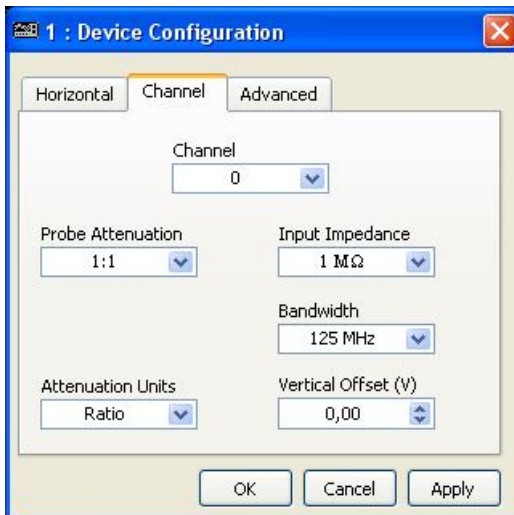 1 : Device Configuration
Horizontal Channel Advanced
Channel
0
Probe Attenuation Input Impedance
1:1 1 MΩ
Bandwidth
125 MHz
Attenuation Units Vertical Offset (V)
Ratio 0,00
OK Cancel Apply